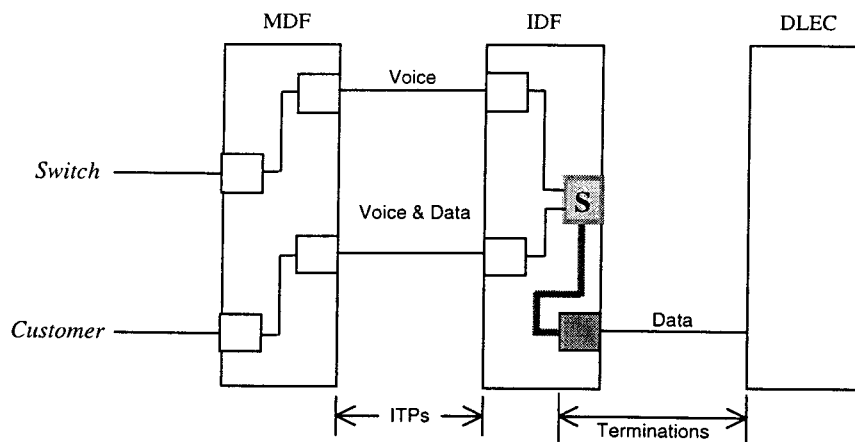 MDF
IDF
DLEC
Voice
Switch
S
Voice & Data
Customer
Data
ITPs
Terminations